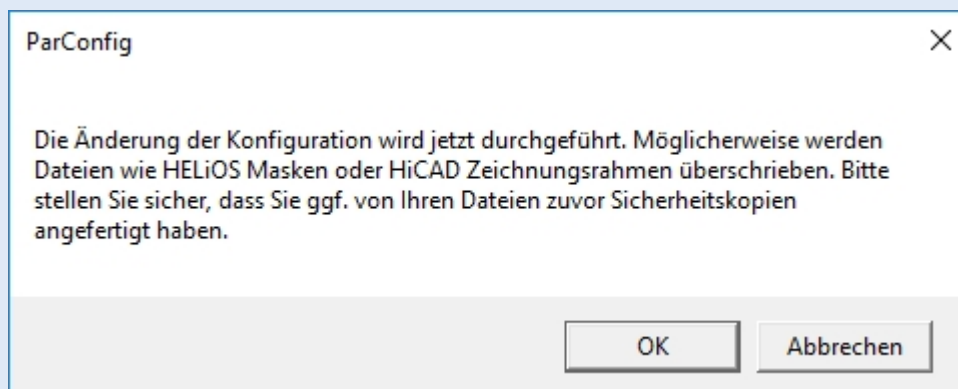 ParConfig
Die Änderung der Konfiguration wird jetzt durchgeführt. Möglicherweise werden
Dateien wie HELiOS Masken oder HiCAD Zeichnungsrahmen überschrieben. Bitte
stellen Sie sicher, dass Sie ggf. von Ihren Dateien zuvor Sicherheitskopien
angefertigt haben.
OK Abbrechen